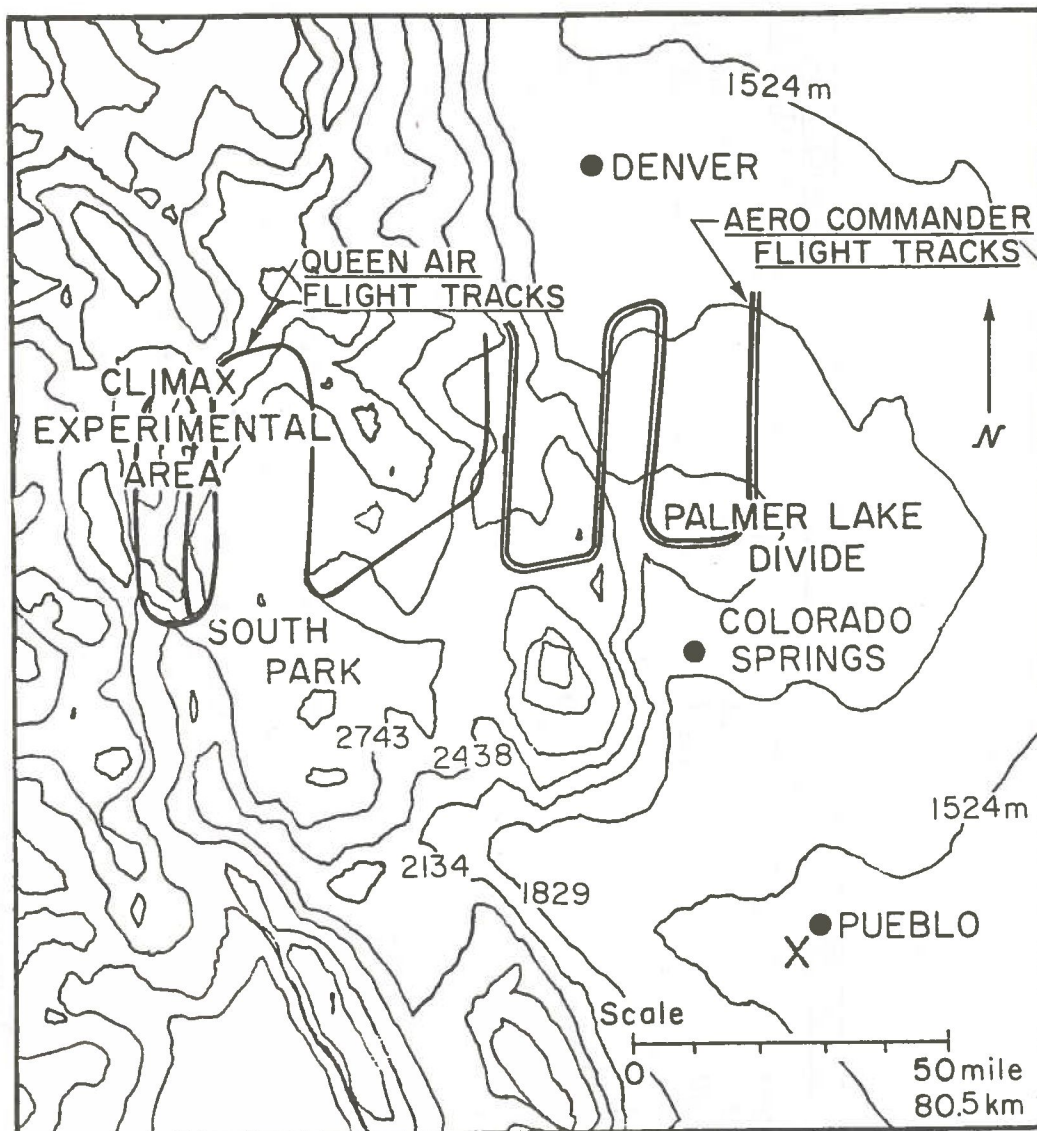 1524m
DENVER
AERO COMMANDER
FLIGHT TRACKS
QUEEN AIR
FLIGHT TRACKS
N
CLIMAX
EXPERIMENTAL
AREA
PALMER LAKE
DIVIDE
SOUTH
PARK
COLORADO
SPRINGS
2743
2438
1524m
2134
1829
PUEBLO
X
Scale
0
50 mile
80.5 km